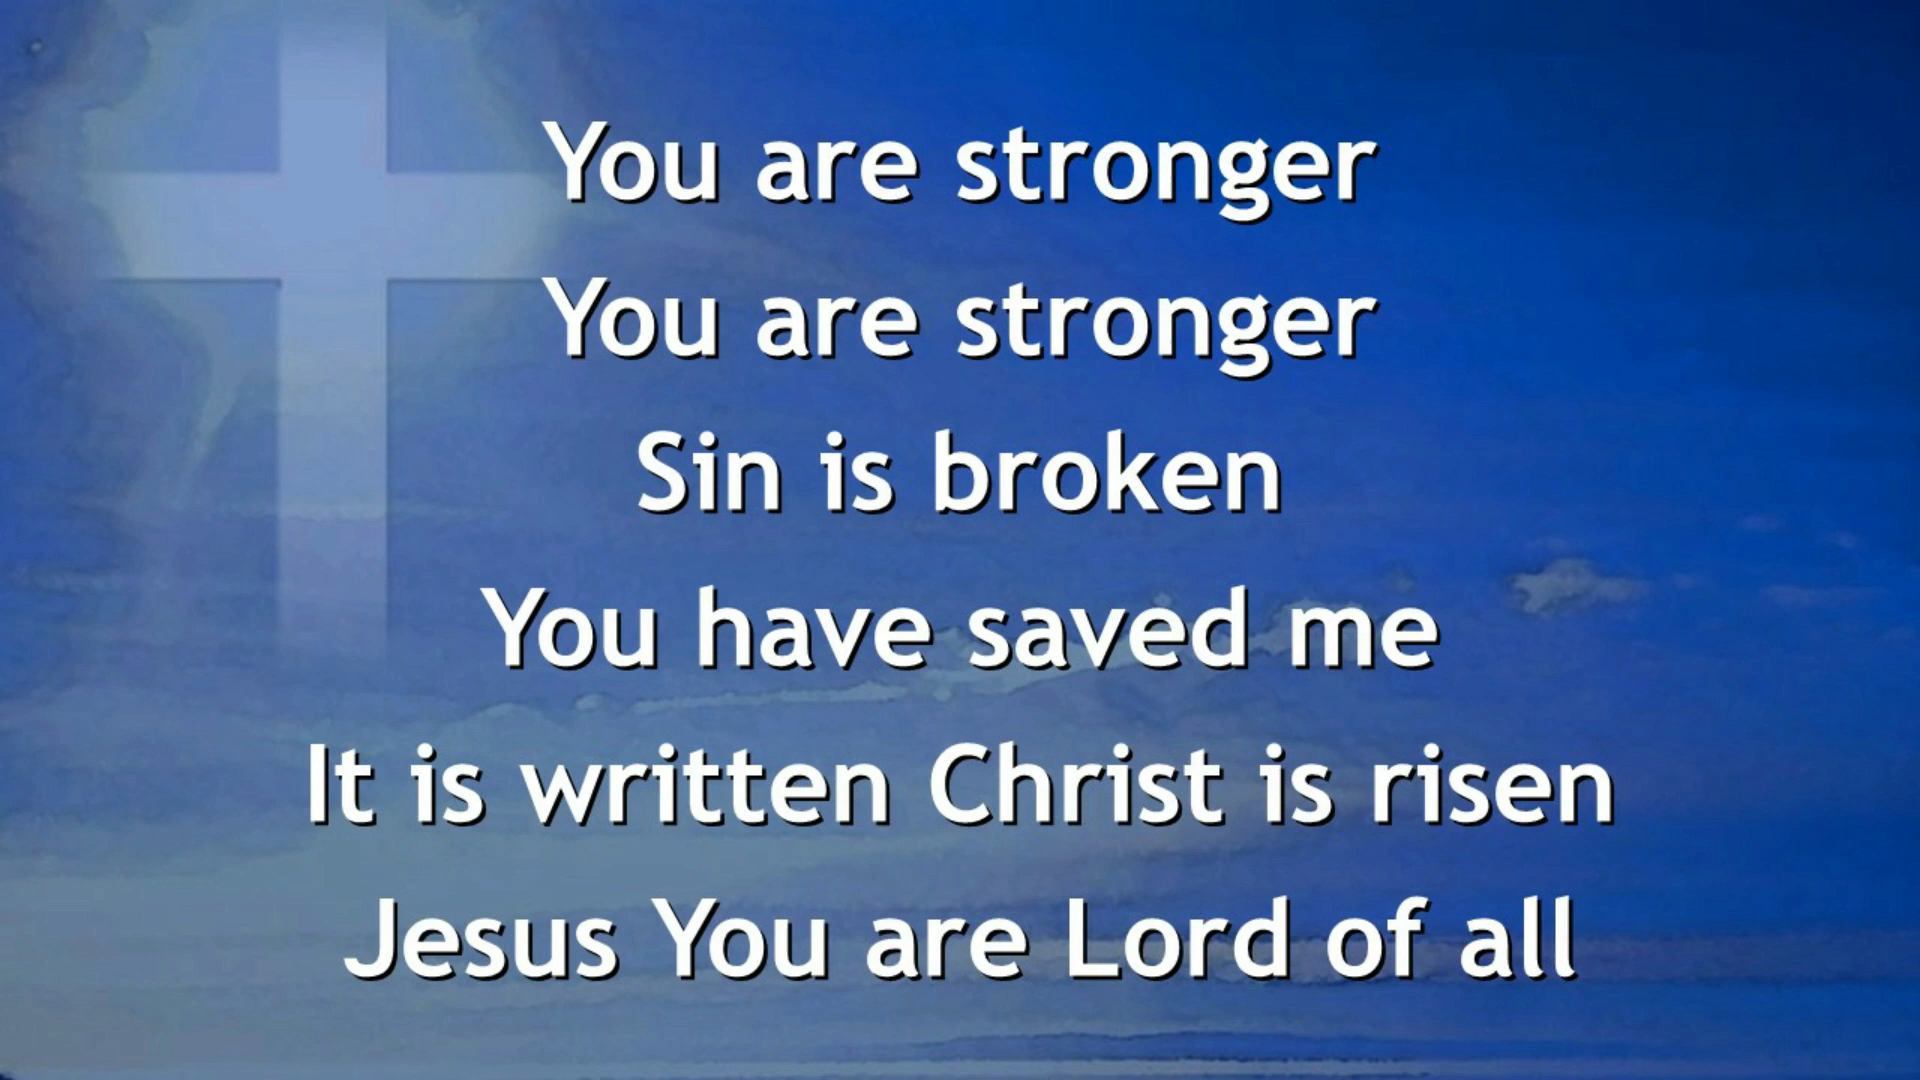 You are stronger
You are stronger
Sin is broken
You have saved me
It is written Christ is risen
Jesus You are Lord of all